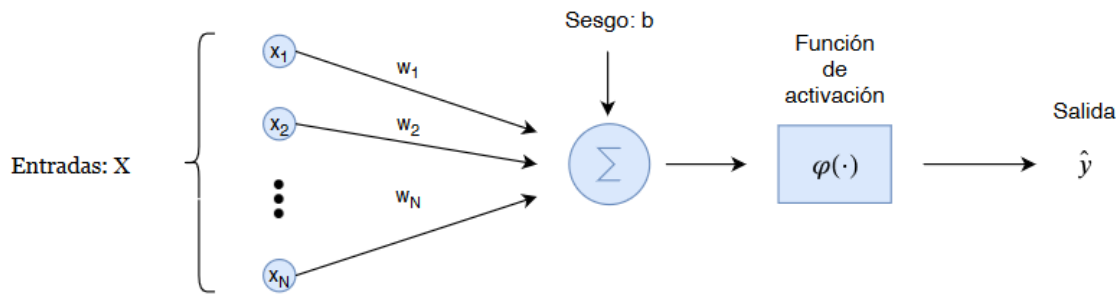 Entradas: X
x1
x2
xN
w1
w2
wN
Sesgo: b
∑
Función
de
activación
φ(·)
Salida
ŷ